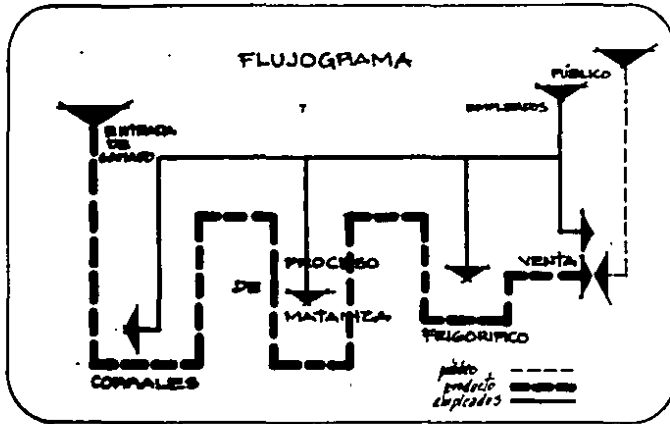 FLUJOGRAMA
PÚBLICO
EMPLEADOS
ENTRADA
DE
GANADO
PROCESO
DE
MATANZA
VENTA
FRIGORIFICO
CORRALES
público
producto
empleados